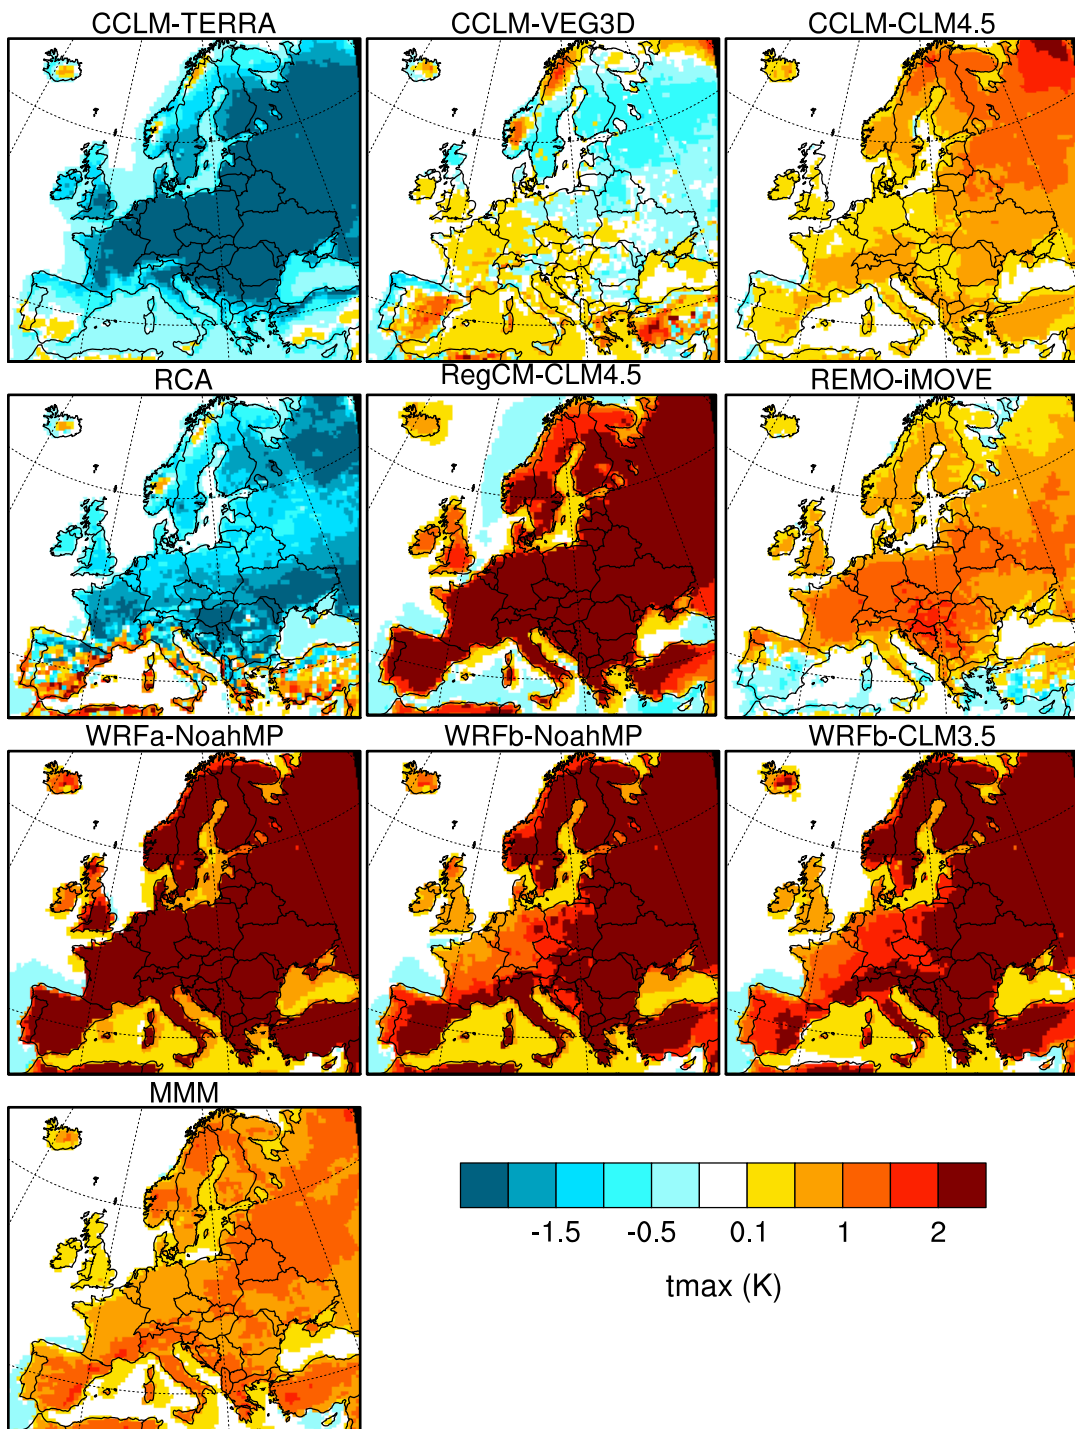 CCLM-TERRA CCLM-VEG3D CCLM-CLM4.5
RCA RegCM-CLM4.5 REMO-iMOVE
WRFa-NoahMP WRFb-NoahMP WRFb-CLM3.5
MMM
-1.5 -0.5 0.1 1 2
tmax (K)